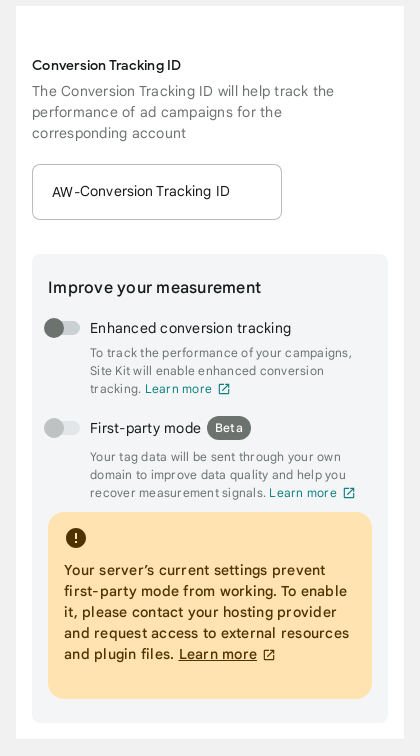 Conversion Tracking ID
The Conversion Tracking ID will help track the
performance of ad campaigns for the
corresponding account
AW-Conversion Tracking ID
Improve your measurement
Enhanced conversion tracking
To track the performance of your campaigns,
Site Kit will enable enhanced conversion
tracking. Learn more
First-party mode Beta
Your tag data will be sent through your own
domain to improve data quality and help you
recover measurement signals. Learn more
Your server’s current settings prevent
first-party mode from working. To enable
it, please contact your hosting provider
and request access to external resources
and plugin files. Learn more